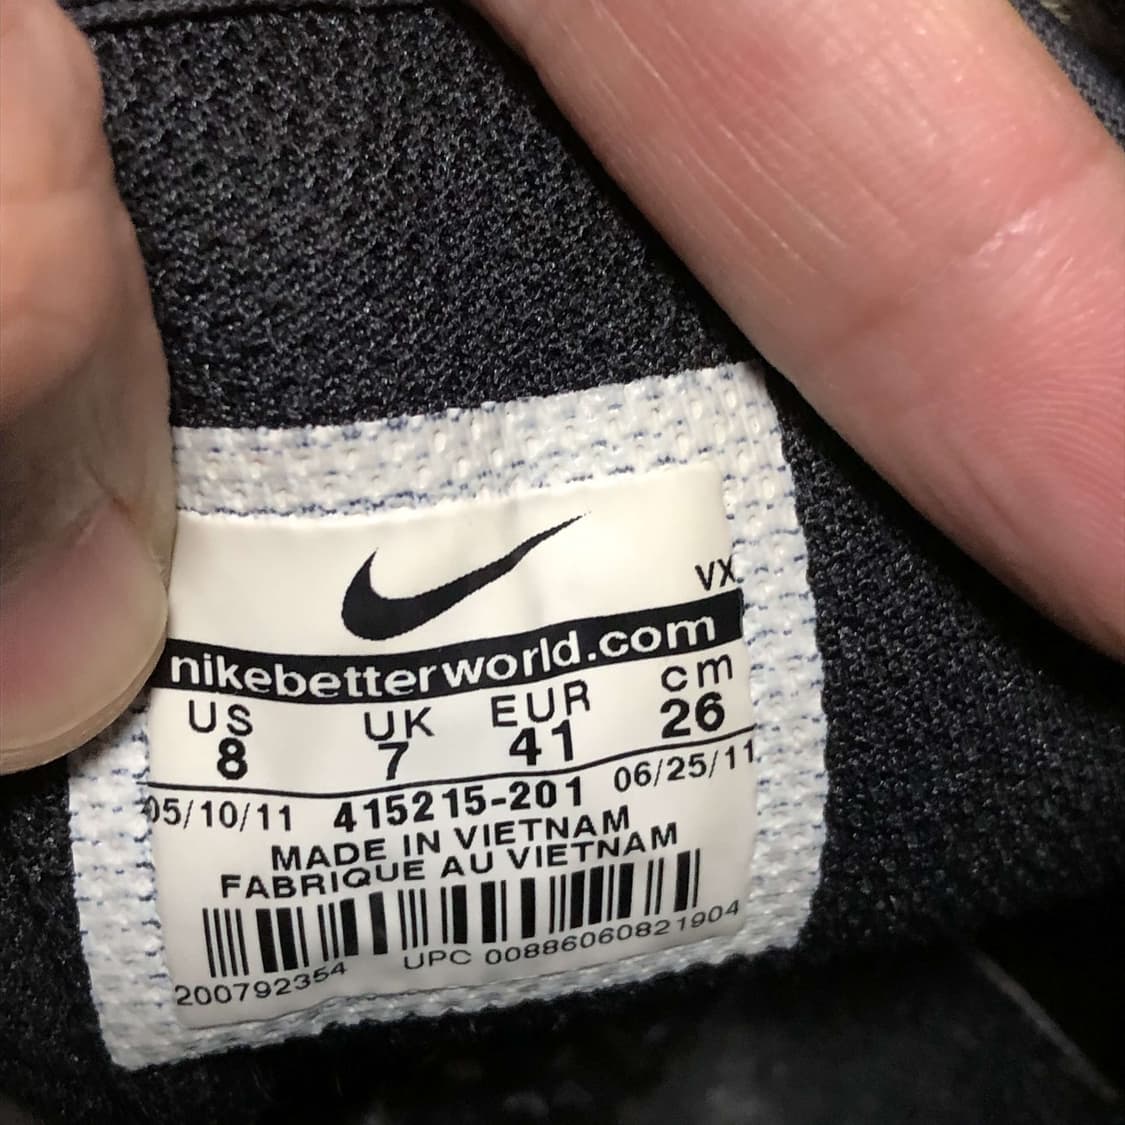 VX
nikebetterworld.com
US UK EUR cm
8 7 41 26
05/10/11 415215-201 06/25/11
MADE IN VIETNAM
FABRIQUE AU VIETNAM
200792354 UPC 00886060821904